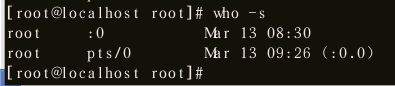 [root@localhost root]# who -s
root     :0           Mar 13 08:30
root     pts/0        Mar 13 09:26 (:0.0)
[root@localhost root]#